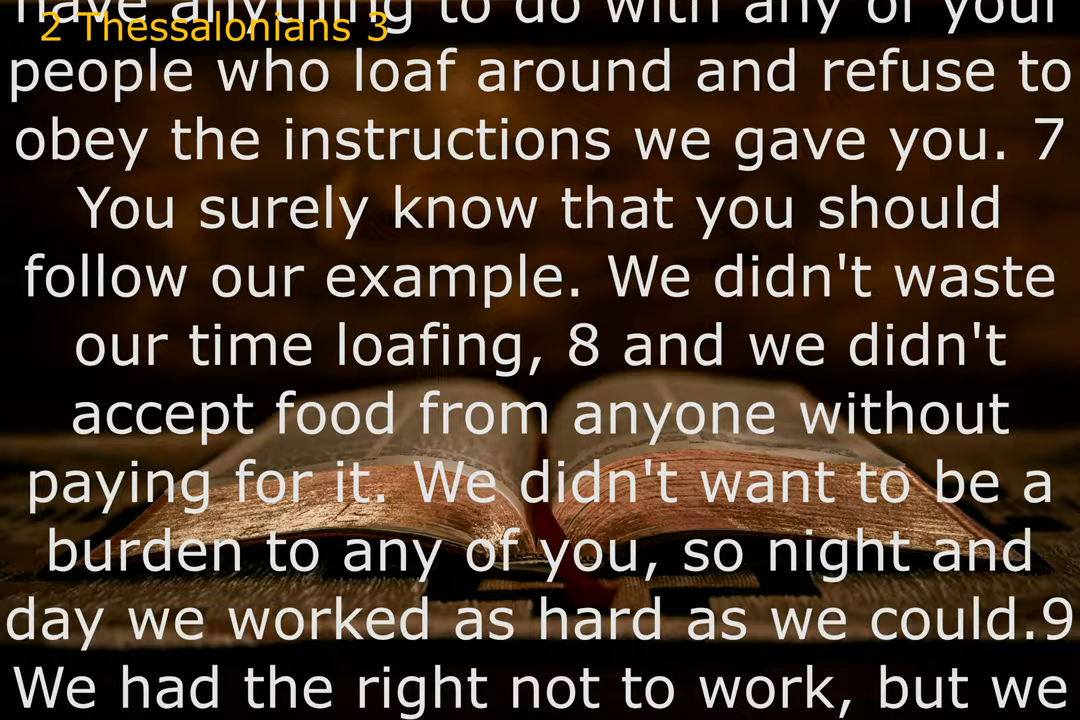 have anything to do with any of your
2 Thessalonians 3
people who loaf around and refuse to
obey the instructions we gave you. 7
You surely know that you should
follow our example. We didn't waste
our time loafing, 8 and we didn't
accept food from anyone without
paying for it. We didn't want to be a
burden to any of you, so night and
day we worked as hard as we could.9
We had the right not to work, but we